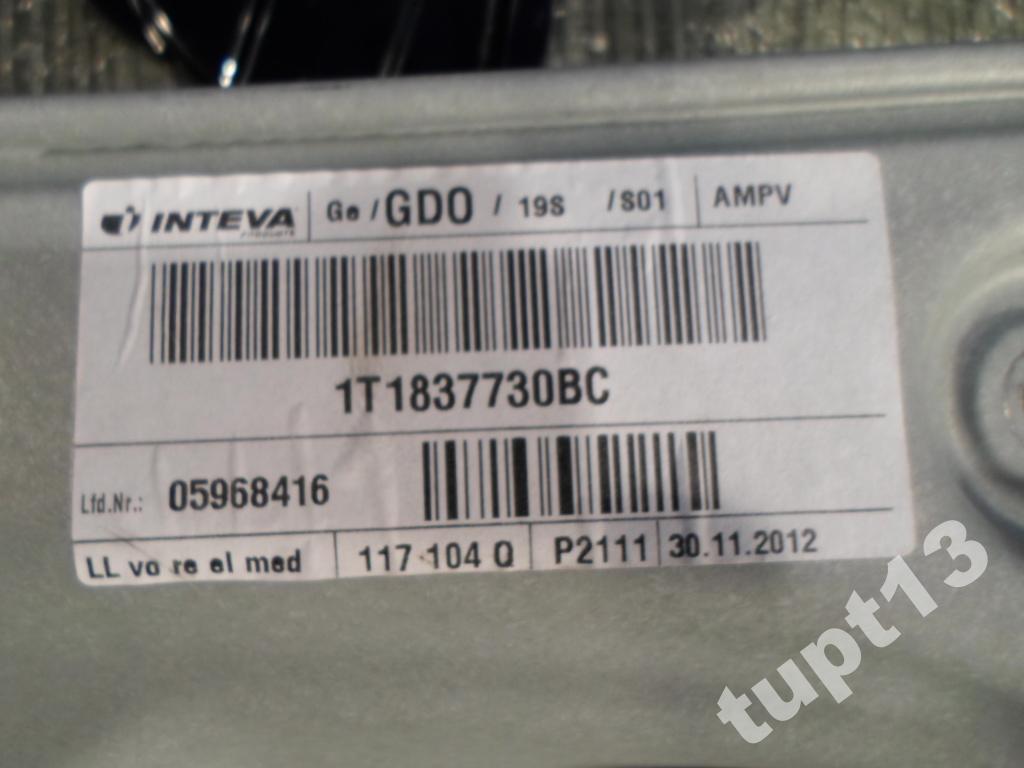 INTEVA Ge / GDO / 19S / S01 AMPV
PRODUCTS
1T1837730BC
Lfd.Nr.: 05968416
LL vo re el med 117 104 Q P2111 30.11.2012
tupt13